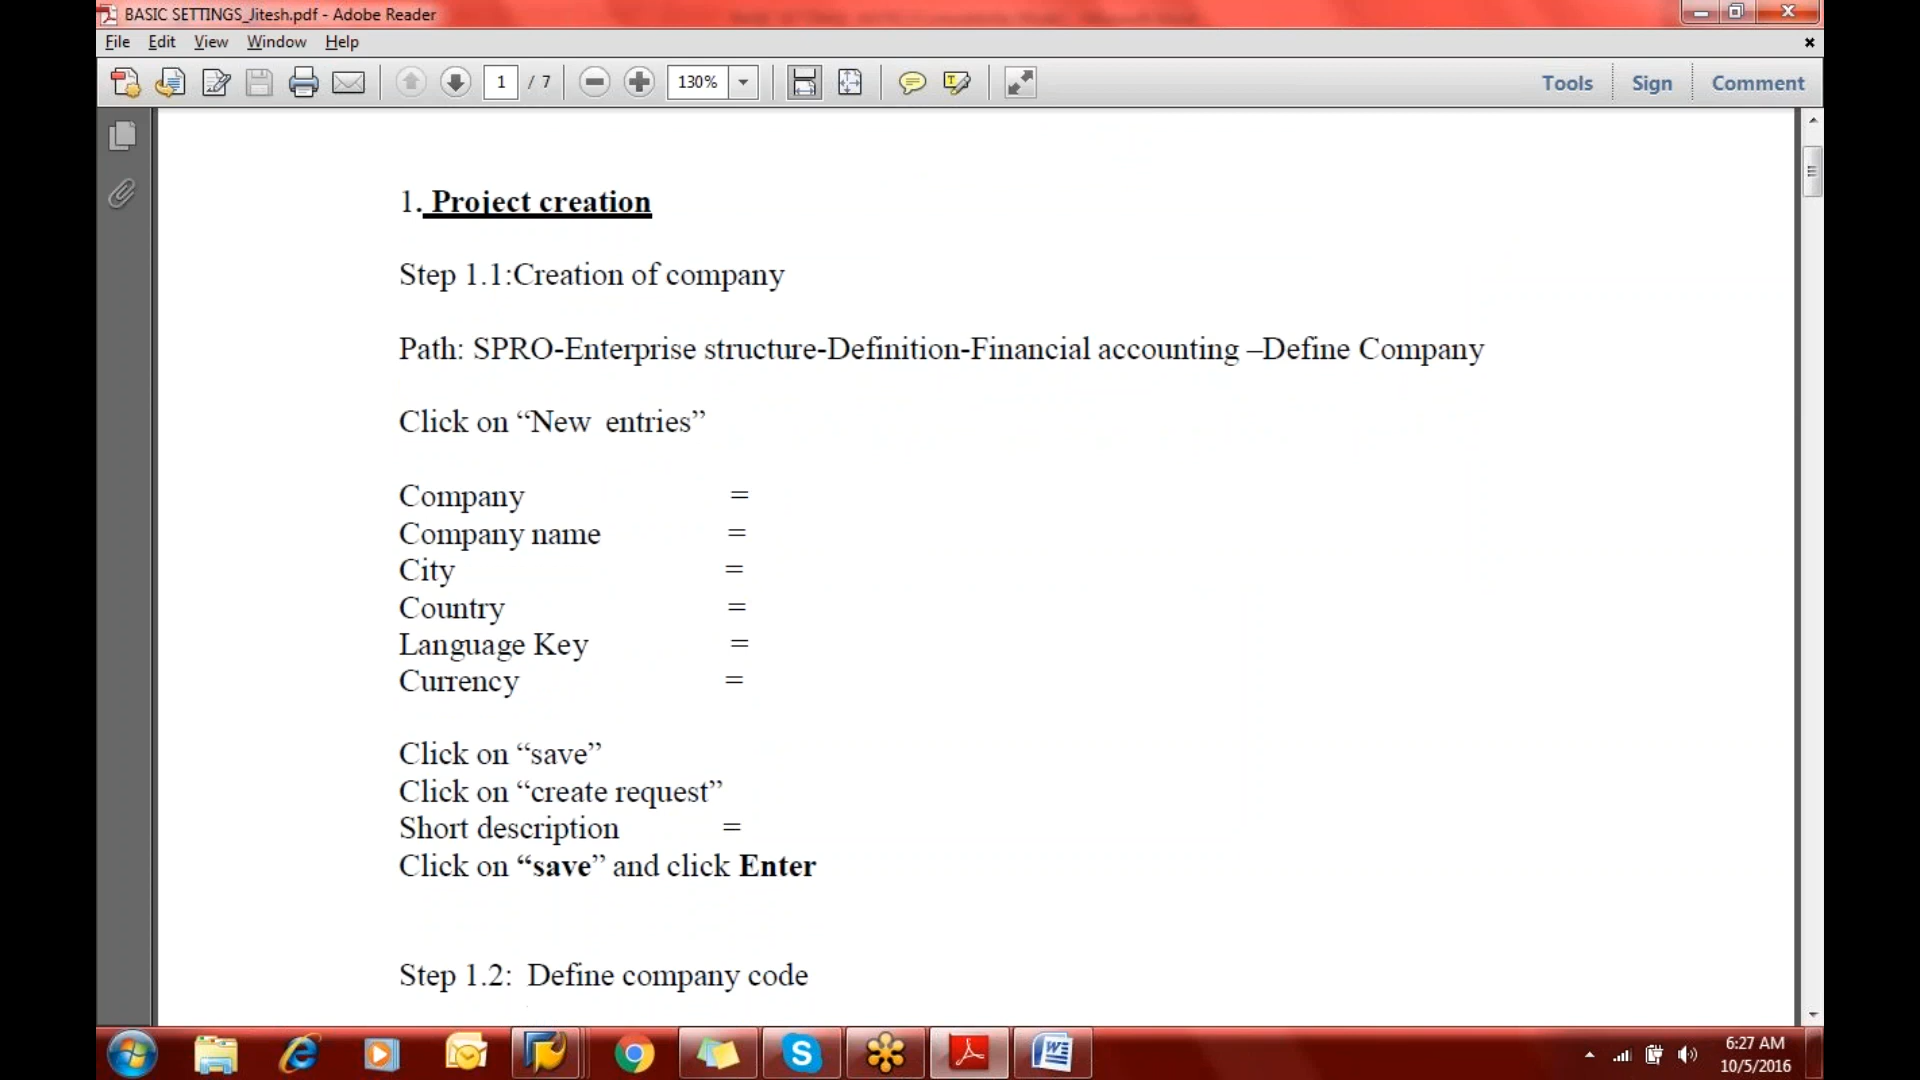 BASIC SETTINGS_Jitesh.pdf - Adobe Reader
File Edit View Window Help
1 / 7 130% Tools Sign Comment
1. Project creation
Step 1.1:Creation of company
Path: SPRO-Enterprise structure-Definition-Financial accounting –Define Company
Click on “New entries”
Company =
Company name =
City =
Country =
Language Key =
Currency =
Click on “save”
Click on “create request”
Short description =
Click on “save” and click Enter
Step 1.2: Define company code
6:27 AM
10/5/2016